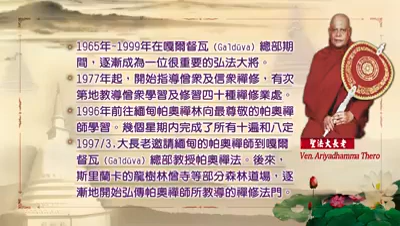 1965年-1999年在嘎爾督瓦 (Galdūva) 總部期
間，逐漸成為一位很重要的弘法大將。
1977年起，開始指導僧衆及信衆禪修，有次
第地教導僧衆學習及修習四十種禪修業處。
1996年前往緬甸帕奧禪林向最尊敬的帕奧禪
師學習。幾個星期內完成了所有十遍和八定
1997/3.大長老邀請緬甸的帕奧禪師到嘎爾
督瓦 (Galdūva) 總部教授帕奧禪法。後來，
斯里蘭卡的龍樹林僧寺等部分森林道場，逐
漸地開始弘傳帕奧禪師所教導的禪修法門。
聖法大長老
Ven. Ariyadhamma Thero